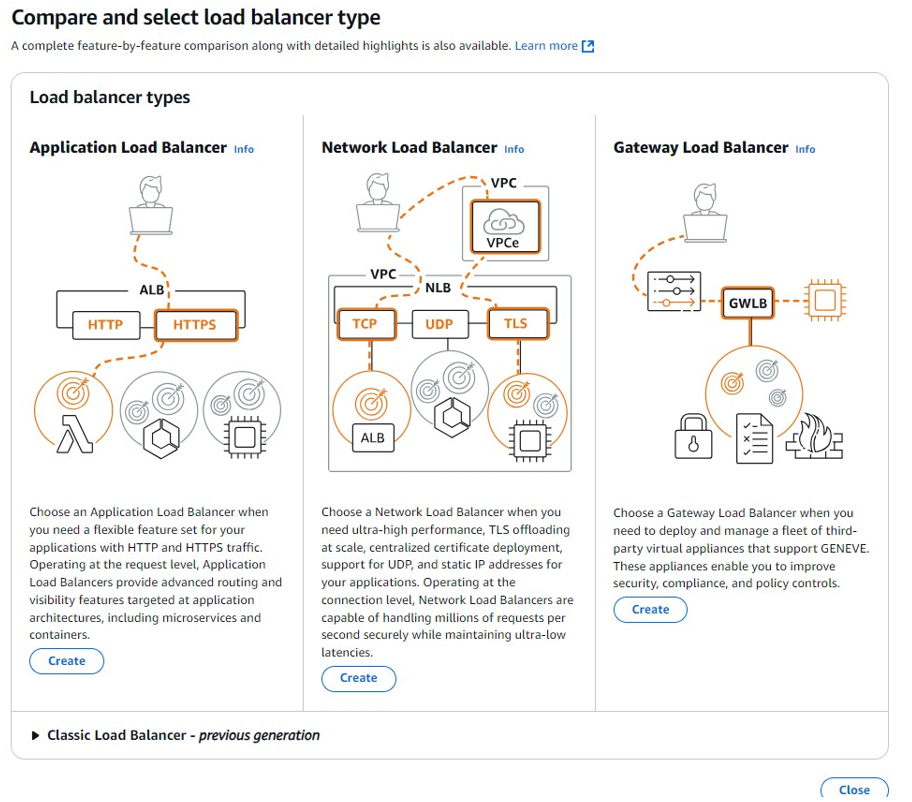 Compare and select load balancer type
A complete feature-by-feature comparison along with detailed highlights is also available. Learn more
Load balancer types
Application Load Balancer Info
ALB
HTTP
HTTPS
Choose an Application Load Balancer when
you need a flexible feature set for your
applications with HTTP and HTTPS traffic.
Operating at the request level, Application
Load Balancers provide advanced routing and
visibility features targeted at application
architectures, including microservices and
containers.
Create
Network Load Balancer Info
VPC
VPCe
VPC
NLB
TCP
UDP
TLS
ALB
Choose a Network Load Balancer when you
need ultra-high performance, TLS offloading
at scale, centralized certificate deployment,
support for UDP, and static IP addresses for
your applications. Operating at the
connection level, Network Load Balancers are
capable of handling millions of requests per
second securely while maintaining ultra-low
latencies.
Create
Gateway Load Balancer Info
GWLB
Choose a Gateway Load Balancer when you
need to deploy and manage a fleet of third-
party virtual appliances that support GENEVE.
These appliances enable you to improve
security, compliance, and policy controls.
Create
Classic Load Balancer - previous generation
Close